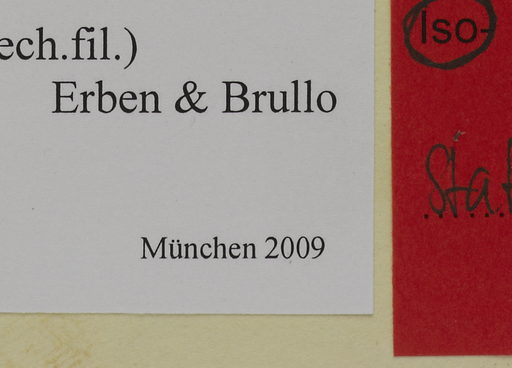 ech.fil.)
Erben & Brullo
München 2009
Iso-